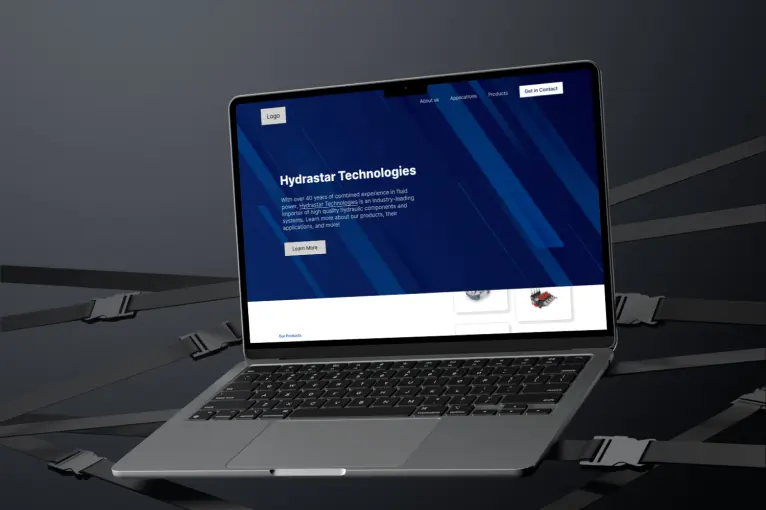 Logo
About us
Applications
Products
Get in Contact
Hydrastar Technologies
With over 40 years of combined experience in fluid
power, Hydrastar Technologies is an industry-leading
importer of high quality hydraulic components and
systems. Learn more about our products, their
applications, and more!
Learn More
Our Products